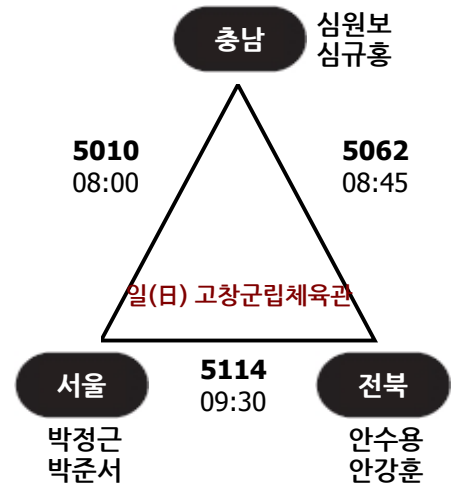 충남
심원보
심규홍
5010
08:00
5062
08:45
일(日) 고창군립체육관
5114
09:30
서울
박정근
박준서
전북
안수용
안강훈